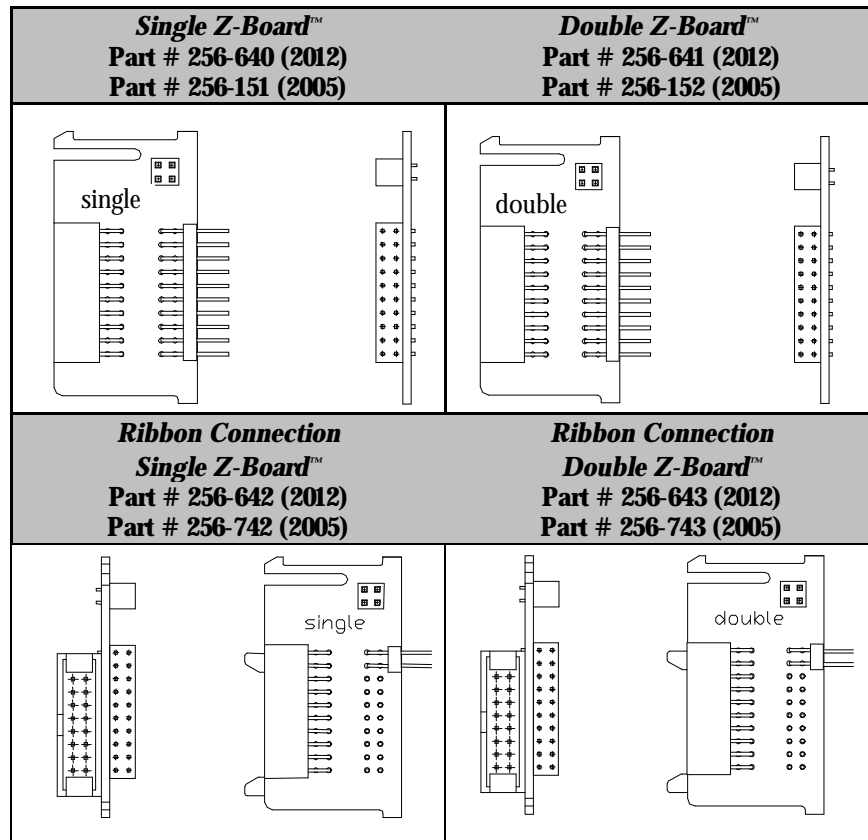 Single Z-Board™
Part # 256-640 (2012)
Part # 256-151 (2005)
Double Z-Board™
Part # 256-641 (2012)
Part # 256-152 (2005)
single
double
Ribbon Connection
Single Z-Board™
Part # 256-642 (2012)
Part # 256-742 (2005)
Ribbon Connection
Double Z-Board™
Part # 256-643 (2012)
Part # 256-743 (2005)
single
double